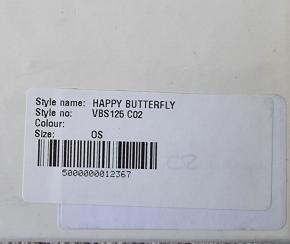 Style name: HAPPY BUTTERFLY
Style no: VBS125 C02
Colour:
Size: OS
5000000012367